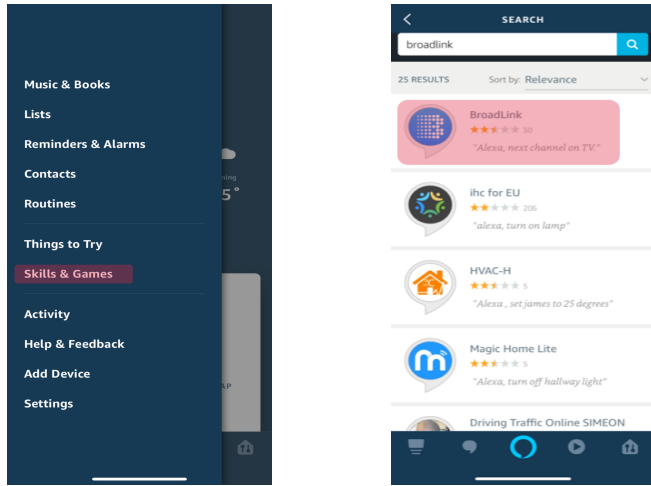 Music & Books
Lists
Reminders & Alarms
Contacts
Routines
Things to Try
Skills & Games
Activity
Help & Feedback
Add Device
Settings
ning
5°
AP
SEARCH
broadlink
25 RESULTS Sort by: Relevance
BroadLink
30
"Alexa, next channel on TV."
ihc for EU
206
"alexa, turn on lamp"
HVAC-H
5
"Alexa , set james to 25 degrees"
Magic Home Lite
5
"Alexa, turn off hallway light"
Driving Traffic Online SIMEON